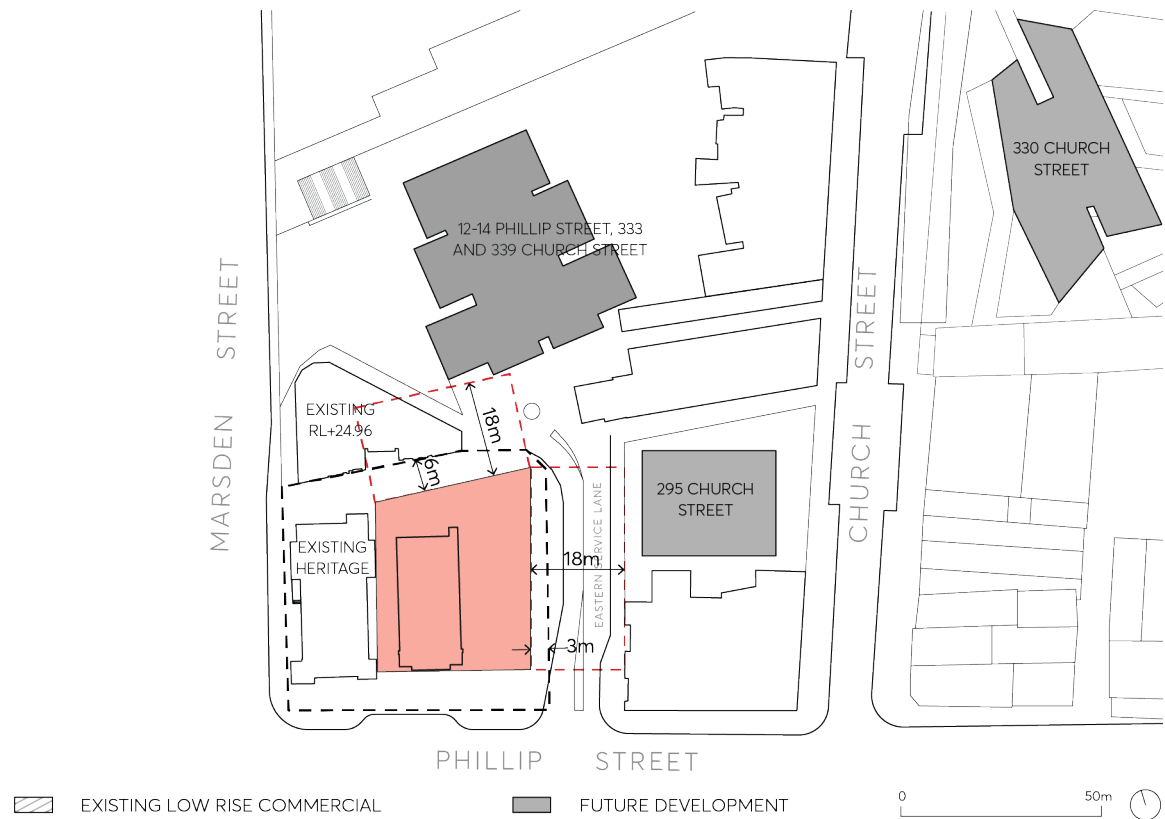 330 CHURCH
STREET
12-14 PHILLIP STREET, 333
AND 339 CHURCH STREET
MARSDEN STREET
CHURCH STREET
EXISTING
RL+24.96
18m
6m
295 CHURCH
STREET
EXISTING
HERITAGE
EASTERN SERVICE LANE
18m
3m
PHILLIP STREET
EXISTING LOW RISE COMMERCIAL
FUTURE DEVELOPMENT
0 50m